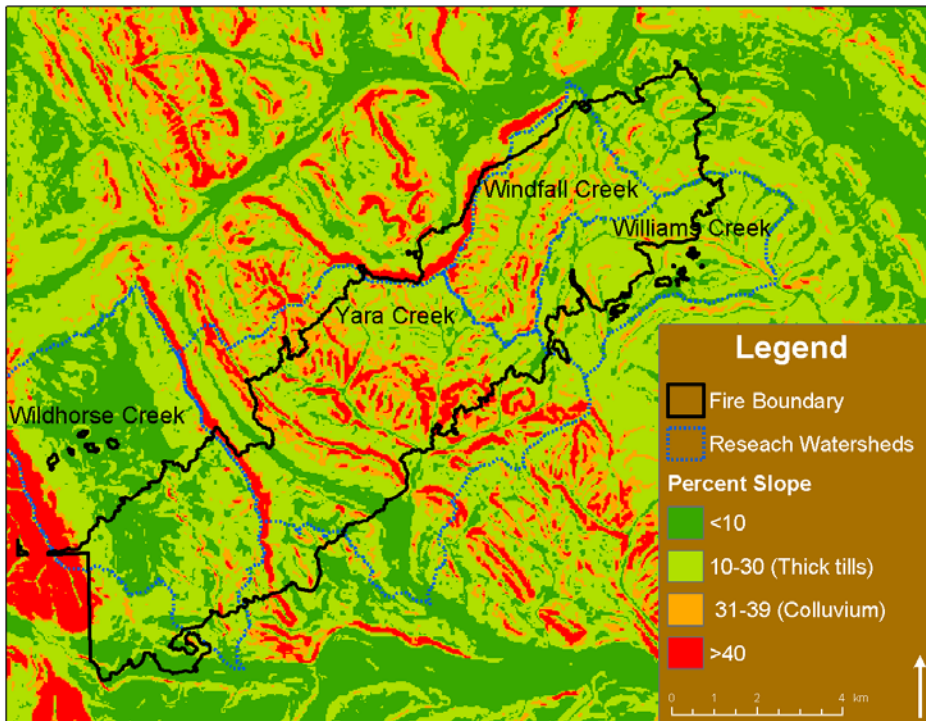 Windfall Creek
Williams Creek
Yara Creek
Wildhorse Creek
Legend
Fire Boundary
Reseach Watersheds
Percent Slope
<10
10-30 (Thick tills)
31-39 (Colluvium)
>40
0 1 2 4 km